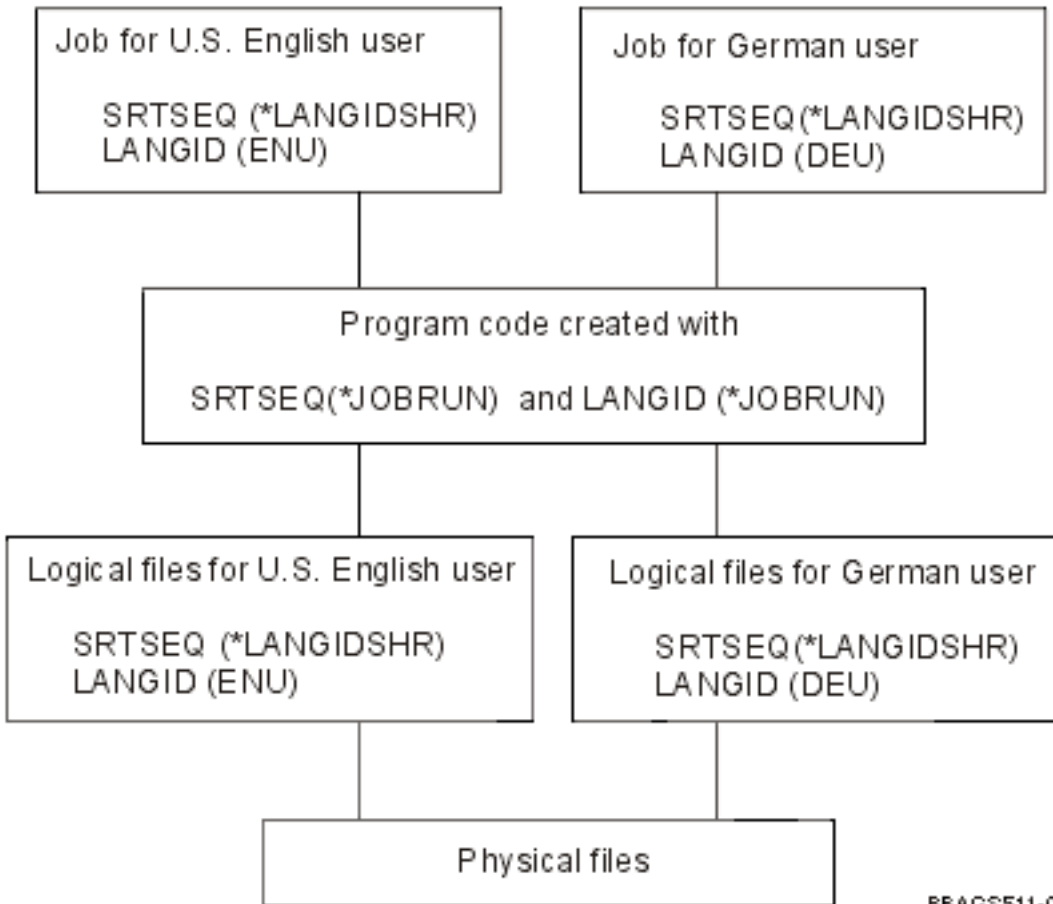 Job for U.S. English user
SRTSEQ (*LANGIDSHR)
LANGID (ENU)
Job for German user
SRTSEQ(*LANGIDSHR)
LANGID (DEU)
Program code created with
SRTSEQ(*JOBRUN) and LANGID (*JOBRUN)
Logical files for U.S. English user
SRTSEQ (*LANGIDSHR)
LANGID (ENU)
Logical files for German user
SRTSEQ(*LANGIDSHR)
LANGID (DEU)
Physical files